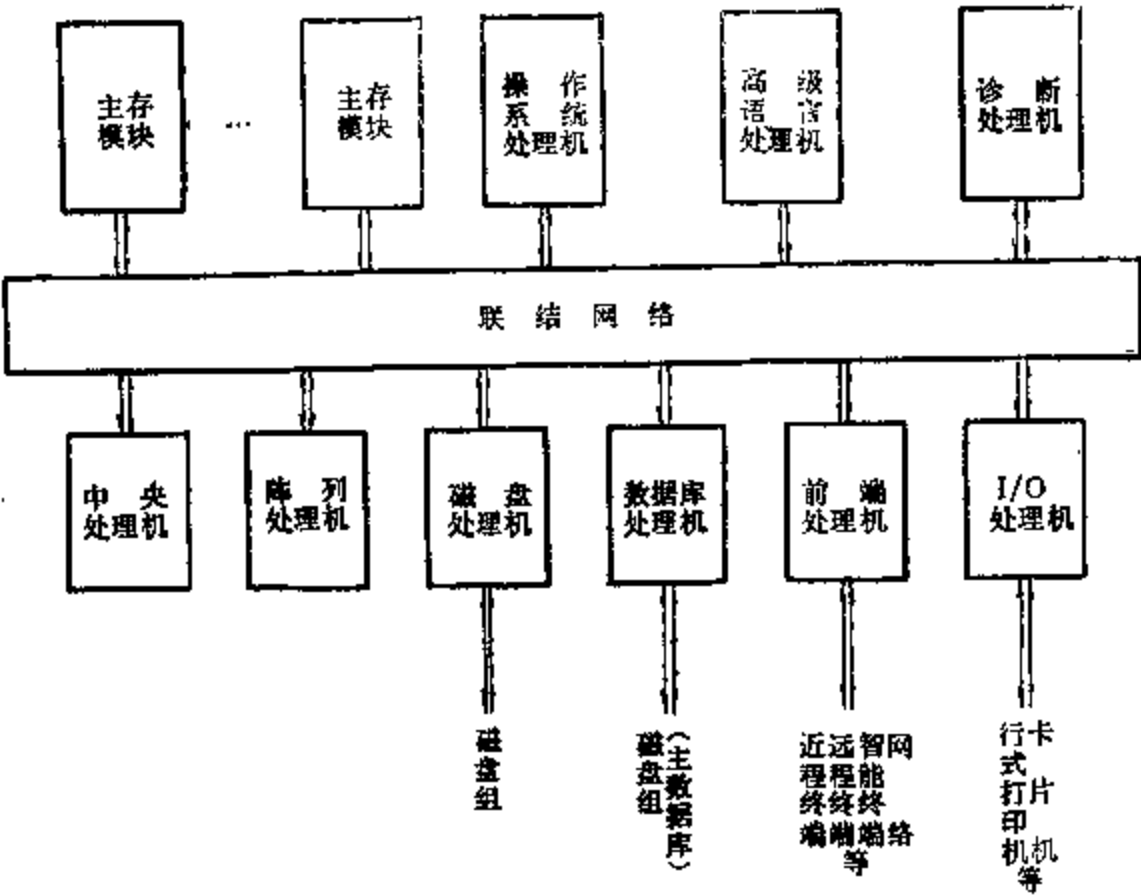 主存
模块
…
主存
模块
操作
系统
处理机
高级
语言
处理机
诊断
处理机
联结网络
中央
处理机
阵列
处理机
磁盘
处理机
数据库
处理机
前端
处理机
I/O
处理机
磁盘组
磁盘组
(主数据库)
近程终端
远程终端
智能终端
网络
等
行式打印机
卡片机
等